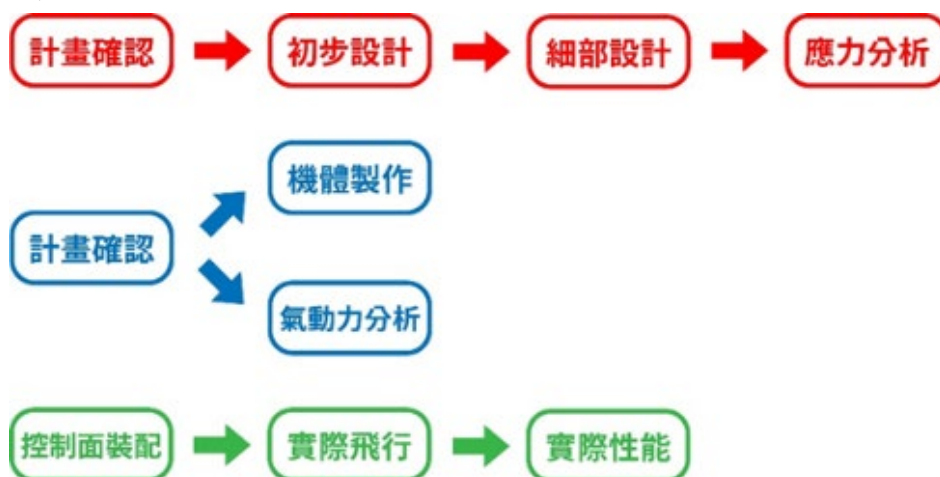 計畫確認
初步設計
細部設計
應力分析
機體製作
計畫確認
氣動力分析
控制面裝配
實際飛行
實際性能